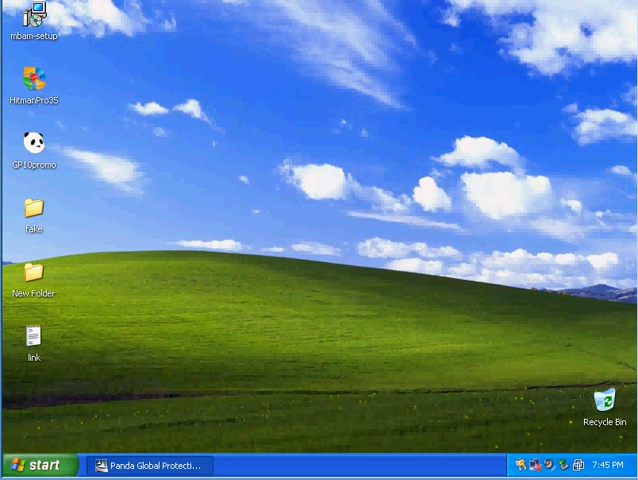 mbam-setup
HitmanPro35
GP10promo
fake
New Folder
link
Recycle Bin
start
Panda Global Protecti...
7:45 PM